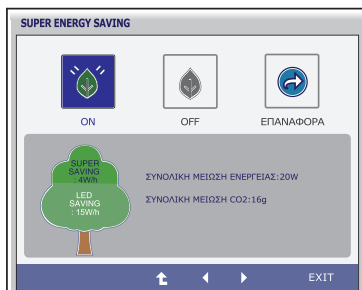 SUPER ENERGY SAVING
ON
OFF
ΕΠΑΝΑΦΟΡΑ
SUPER
SAVING
: 4W/h
LED
SAVING
: 15W/h
ΣΥΝΟΛΙΚΗ ΜΕΙΩΣΗ ΕΝΕΡΓΕΙΑΣ:20W
ΣΥΝΟΛΙΚΗ ΜΕΙΩΣΗ CO2:16g
EXIT